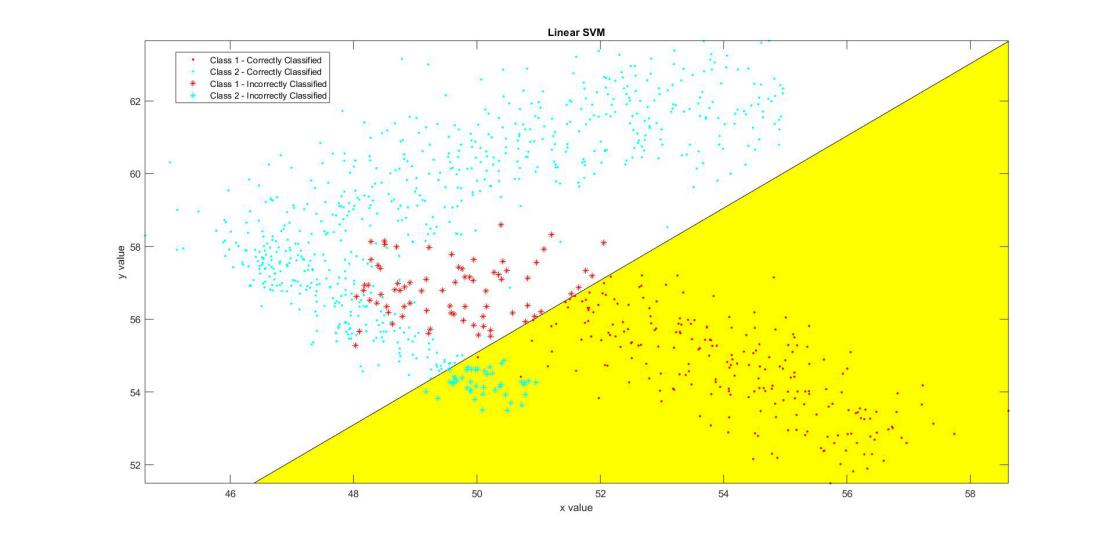 Linear SVM
Class 1 - Correctly Classified
Class 2 - Correctly Classified
Class 1 - Incorrectly Classified
Class 2 - Incorrectly Classified
62
60
58
56
54
52
y value
46 48 50 52 54 56 58
x value